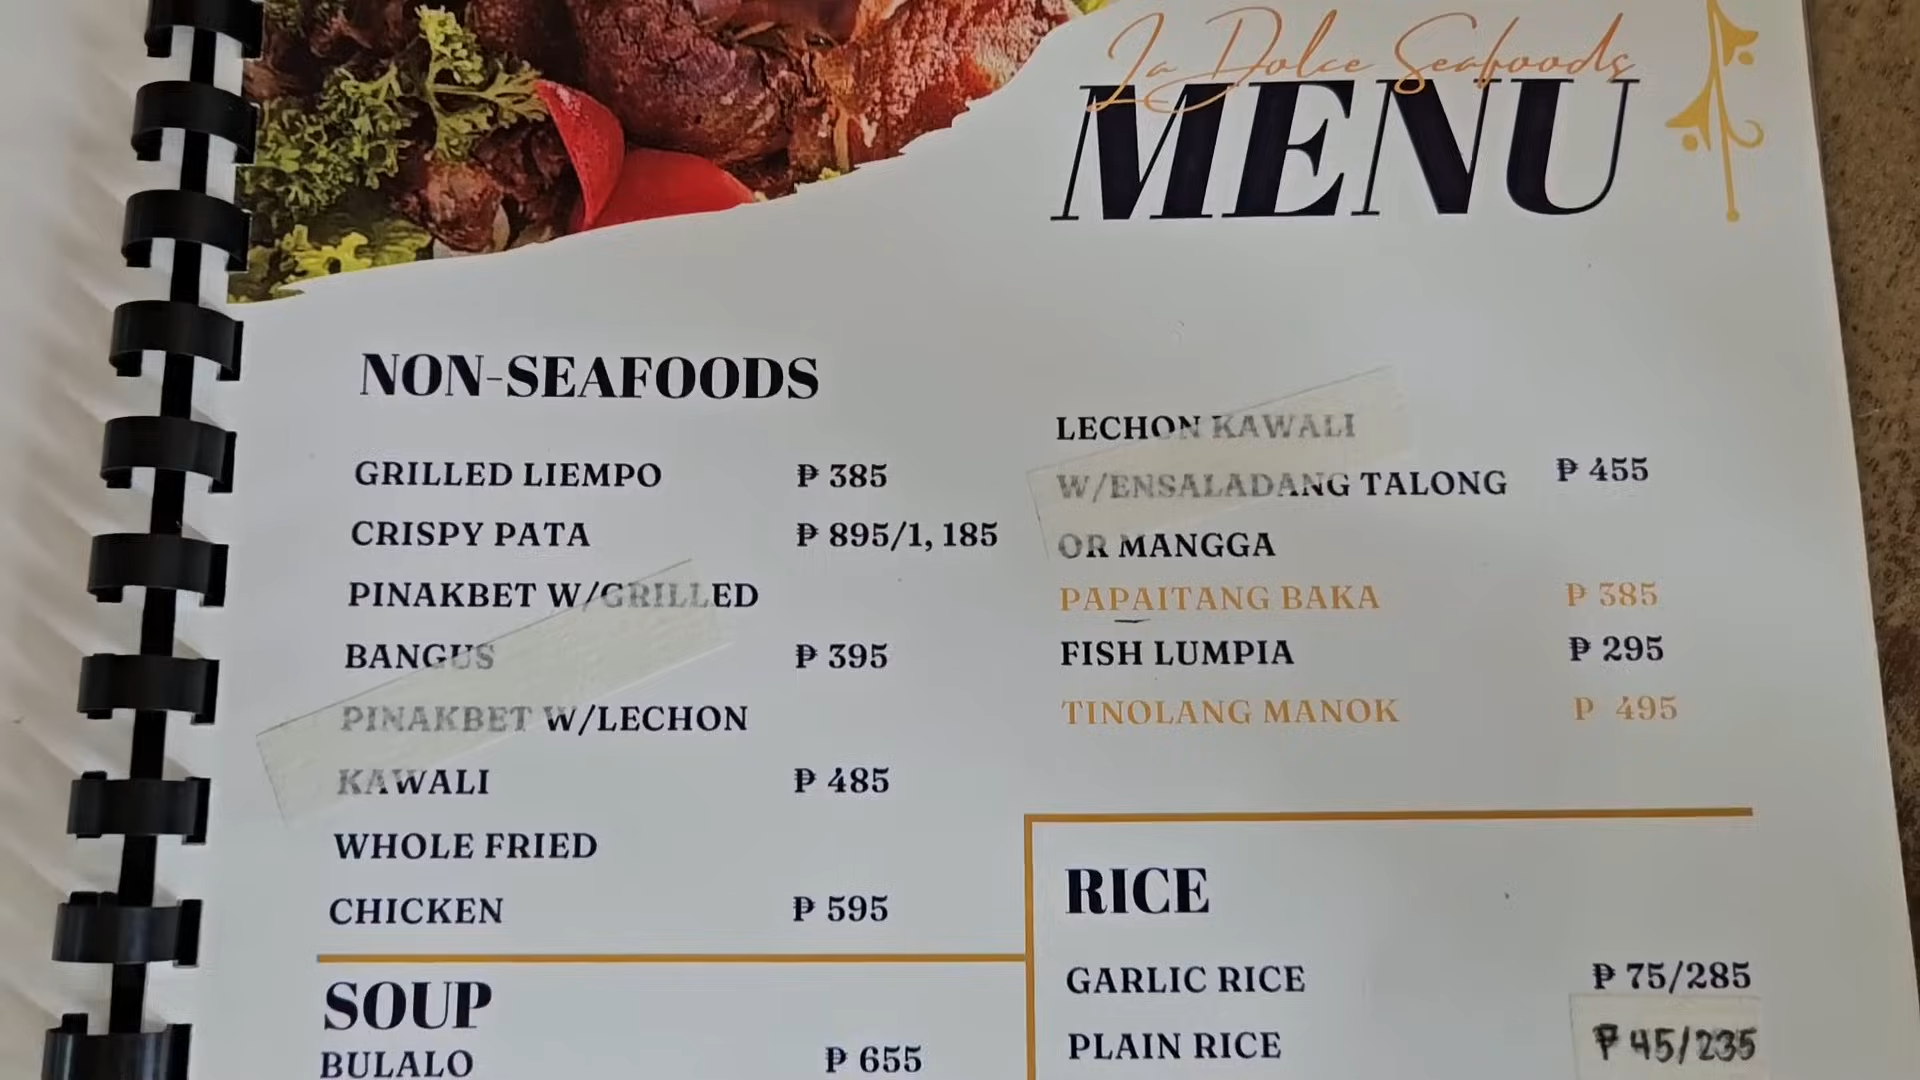 La Dolce Seafoods
MENU
NON-SEAFOODS
GRILLED LIEMPO ₱ 385
CRISPY PATA ₱ 895/1, 185
PINAKBET W/GRILLED
BANGUS ₱ 395
PINAKBET W/LECHON
KAWALI ₱ 485
WHOLE FRIED
CHICKEN ₱ 595
SOUP
BULALO ₱ 655
LECHON KAWALI
W/ENSALADANG TALONG ₱ 455
OR MANGGA
PAPAITANG BAKA ₱ 385
FISH LUMPIA ₱ 295
TINOLANG MANOK P 495
RICE
GARLIC RICE ₱ 75/285
PLAIN RICE ₱ 45/235